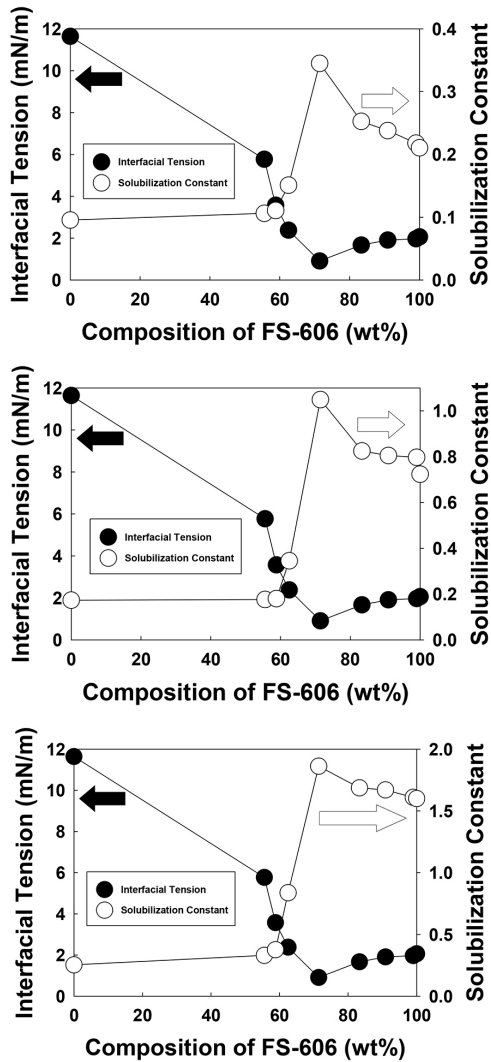 Interfacial Tension (mN/m)
12
10
8
6
4
2
0
Interfacial Tension
Solubilization Constant
0.4
0.3
0.2
0.1
0.0
Solubilization Constant
0 20 40 60 80 100
Composition of FS-606 (wt%)
Interfacial Tension (mN/m)
12
10
8
6
4
2
0
Interfacial Tension
Solubilization Constant
1.0
0.8
0.6
0.4
0.2
0.0
Solubilization Constant
0 20 40 60 80 100
Composition of FS-606 (wt%)
Interfacial Tension (mN/m)
12
10
8
6
4
2
0
Interfacial Tension
Solubilization Constant
2.0
1.5
1.0
0.5
0.0
Solubilization Constant
0 20 40 60 80 100
Composition of FS-606 (wt%)